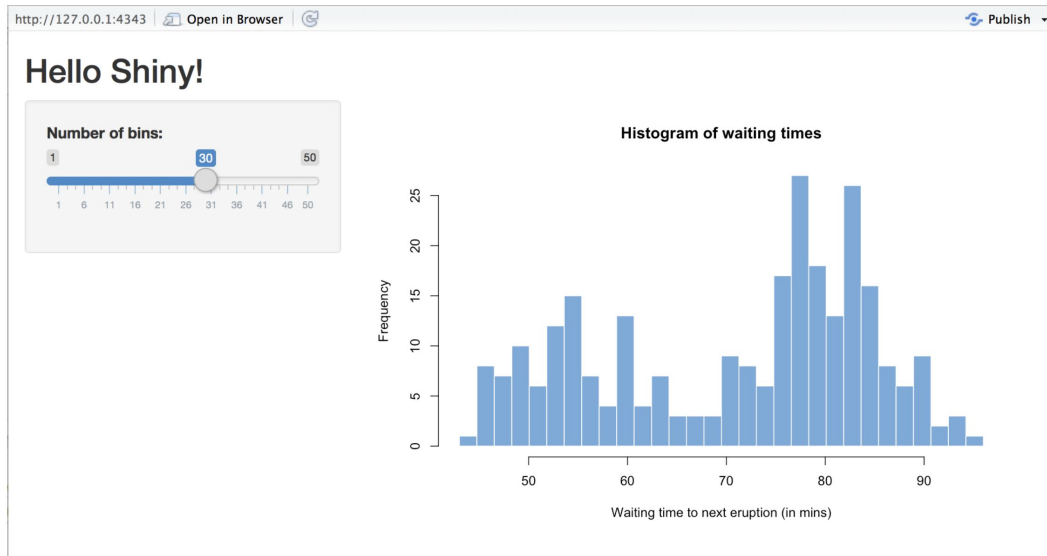 http://127.0.0.1:4343 Open in Browser Publish
Hello Shiny!
Number of bins:
1 30 50
1 6 11 16 21 26 31 36 41 46 50
Histogram of waiting times
Frequency
25
20
15
10
5
0
50 60 70 80 90
Waiting time to next eruption (in mins)